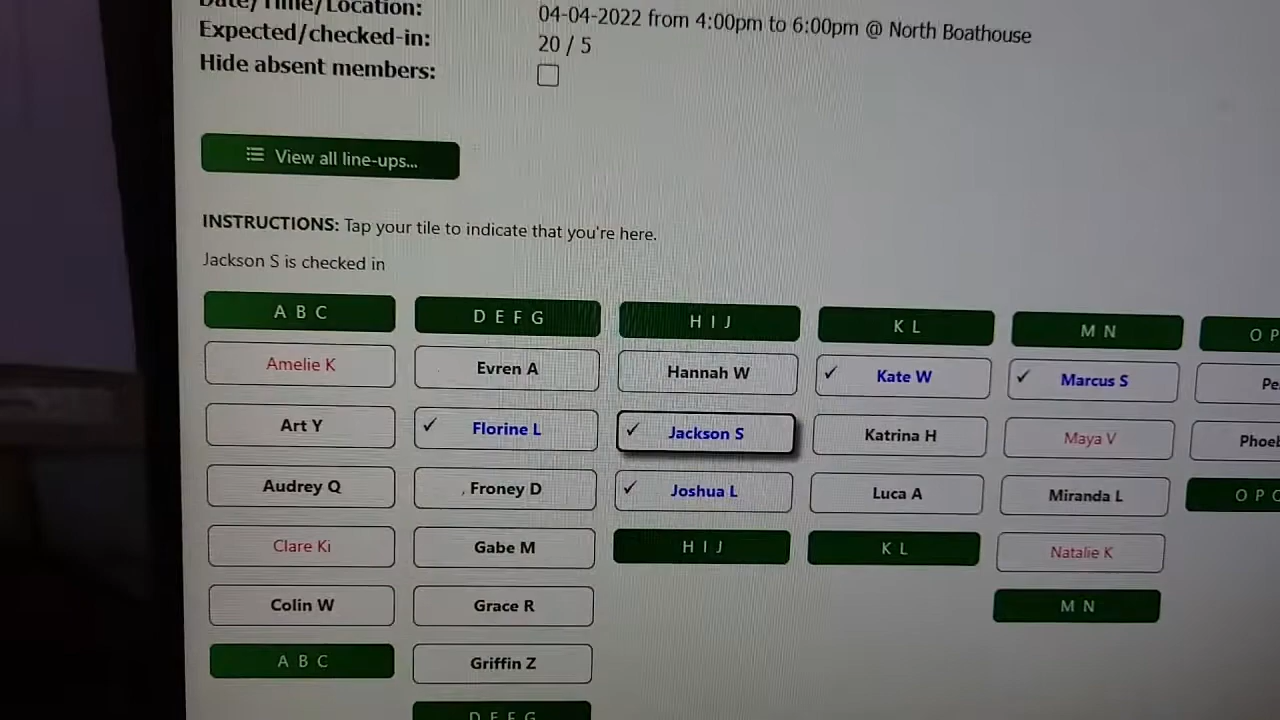 Date/Time/Location: 04-04-2022 from 4:00pm to 6:00pm @ North Boathouse
Expected/checked-in: 20 / 5
Hide absent members:
View all line-ups...
INSTRUCTIONS: Tap your tile to indicate that you're here.
Jackson S is checked in
A B C
D E F G
H I J
K L
M N
O P
Amelie K
Evren A
Hannah W
✓ Kate W
✓ Marcus S
Art Y
✓ Florine L
✓ Jackson S
Katrina H
Maya V
Audrey Q
Froney D
✓ Joshua L
Luca A
Miranda L
O P
Clare Ki
Gabe M
H I J
K L
Natalie K
Colin W
Grace R
M N
A B C
Griffin Z
D E F G